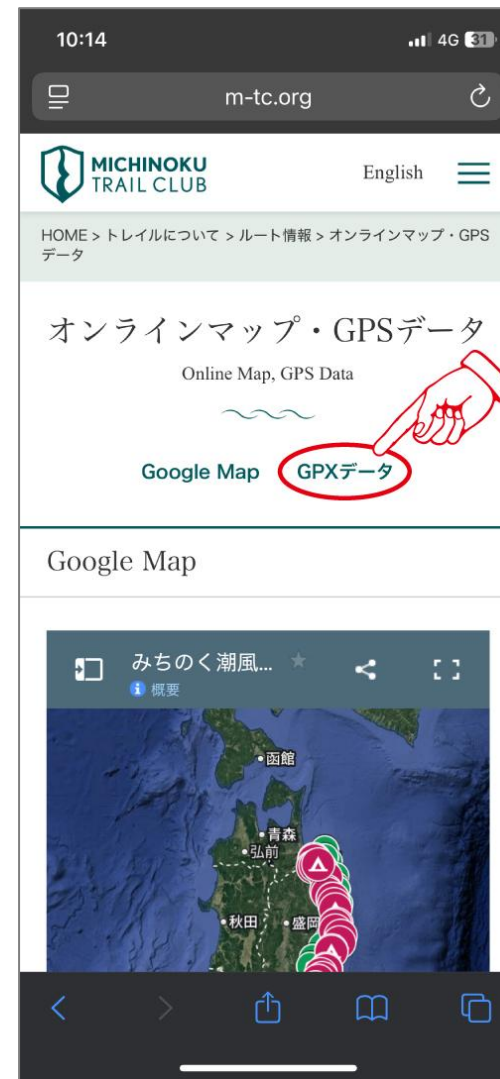 10:14
4G 31
m-tc.org
MICHINOKU
TRAIL CLUB
English
HOME > トレイルについて > ルート情報 > オンラインマップ・GPS
データ
オンラインマップ・GPSデータ
Online Map, GPS Data
Google Map
GPXデータ
Google Map
みちのく潮風...
概要
函館
青森
弘前
秋田
盛岡